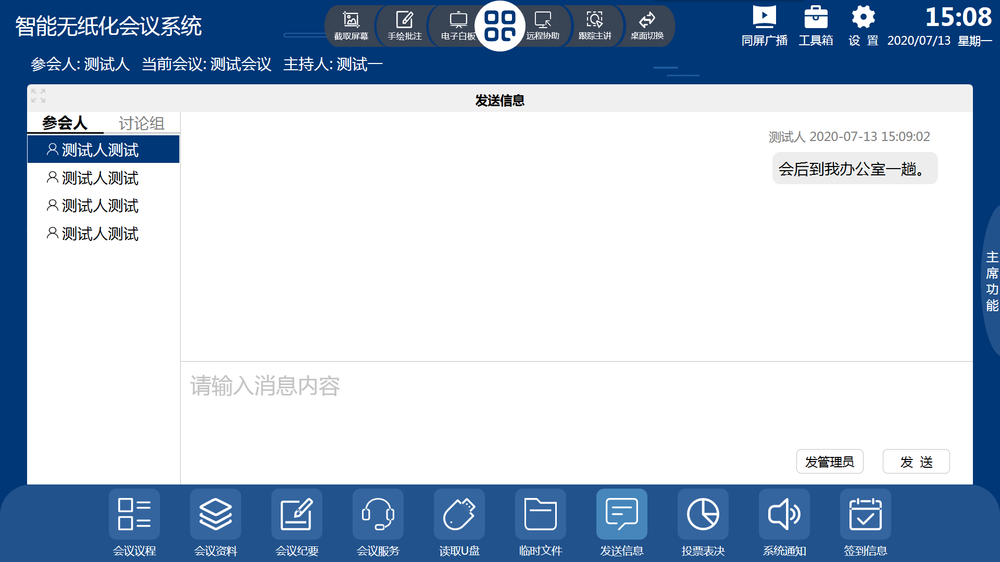 智能无纸化会议系统
截取屏幕 手绘批注 电子白板 远程协助 跟踪主讲 桌面切换
同屏广播 工具箱 设 置
15:08
2020/07/13 星期一
参会人: 测试人 当前会议: 测试会议 主持人: 测试一
发送信息
参会人 讨论组
测试人测试
测试人测试
测试人测试
测试人测试
测试人 2020-07-13 15:09:02
会后到我办公室一趟。
主席功能
请输入消息内容
发管理员 发 送
会议议程 会议资料 会议纪要 会议服务 读取U盘 临时文件 发送信息 投票表决 系统通知 签到信息